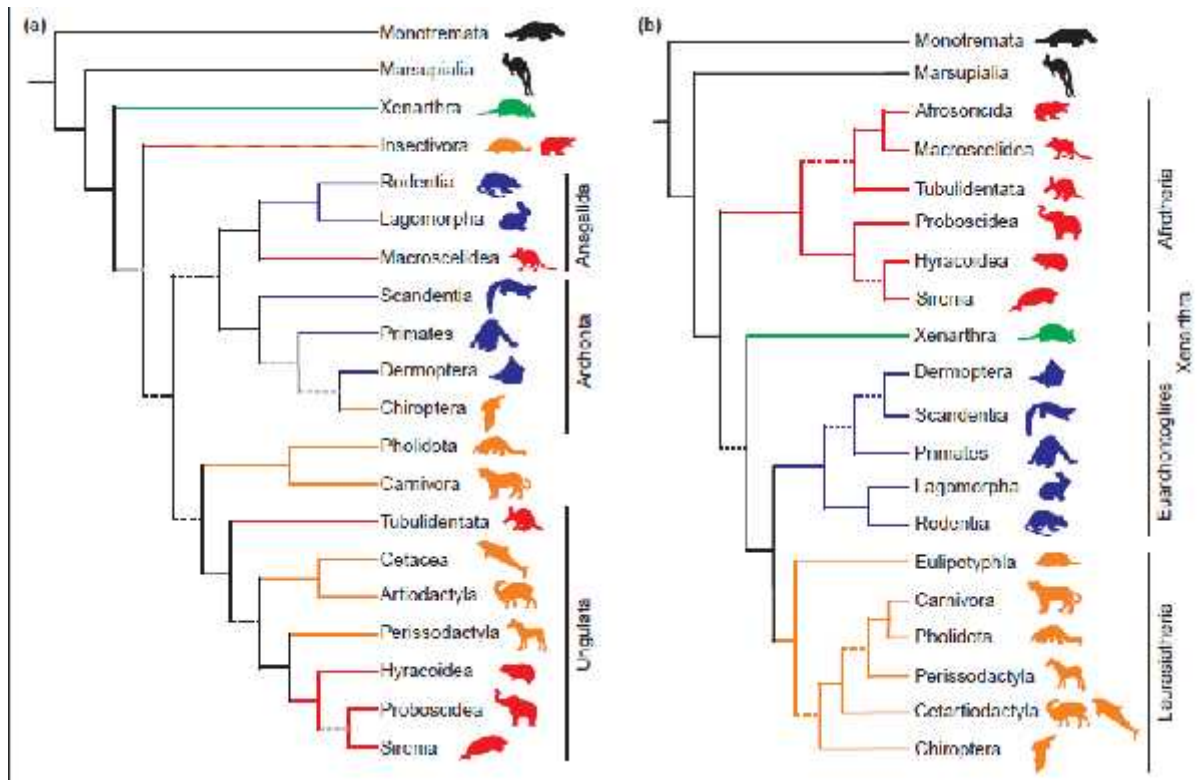 (a)
Monotremata
Marsupialia
Xenarthra
Insectivora
Rodentia
Lagomorpha
Macroscelidea
Scandentia
Primates
Dermoptera
Chiroptera
Pholidota
Carnivora
Tubulidentata
Cetacea
Artiodactyla
Perissodactyla
Hyracoidea
Proboscidea
Sirenia
Anagalida
Archonta
Ungulata
(b)
Monotremata
Marsupialia
Afrosoricida
Macroscelidea
Tubulidentata
Proboscidea
Hyracoidea
Sirenia
Xenarthra
Dermoptera
Scandentia
Primates
Lagomorpha
Rodentia
Eulipotyphla
Carnivora
Pholidota
Perissodactyla
Cetartiodactyla
Chiroptera
Afrotheria
Xenarthra
Euarchontoglires
Laurasiatheria